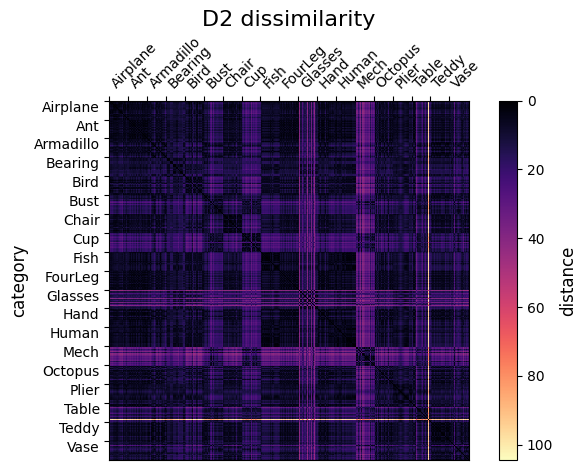 D2 dissimilarity
Airplane
Ant
Armadillo
Bearing
Bird
Bust
Chair
Cup
Fish
FourLeg
Glasses
Hand
Human
Mech
Octopus
Plier
Table
Teddy
Vase
category
Airplane
Ant
Armadillo
Bearing
Bird
Bust
Chair
Cup
Fish
FourLeg
Glasses
Hand
Human
Mech
Octopus
Plier
Table
Teddy
Vase
0
20
40
60
80
100
distance